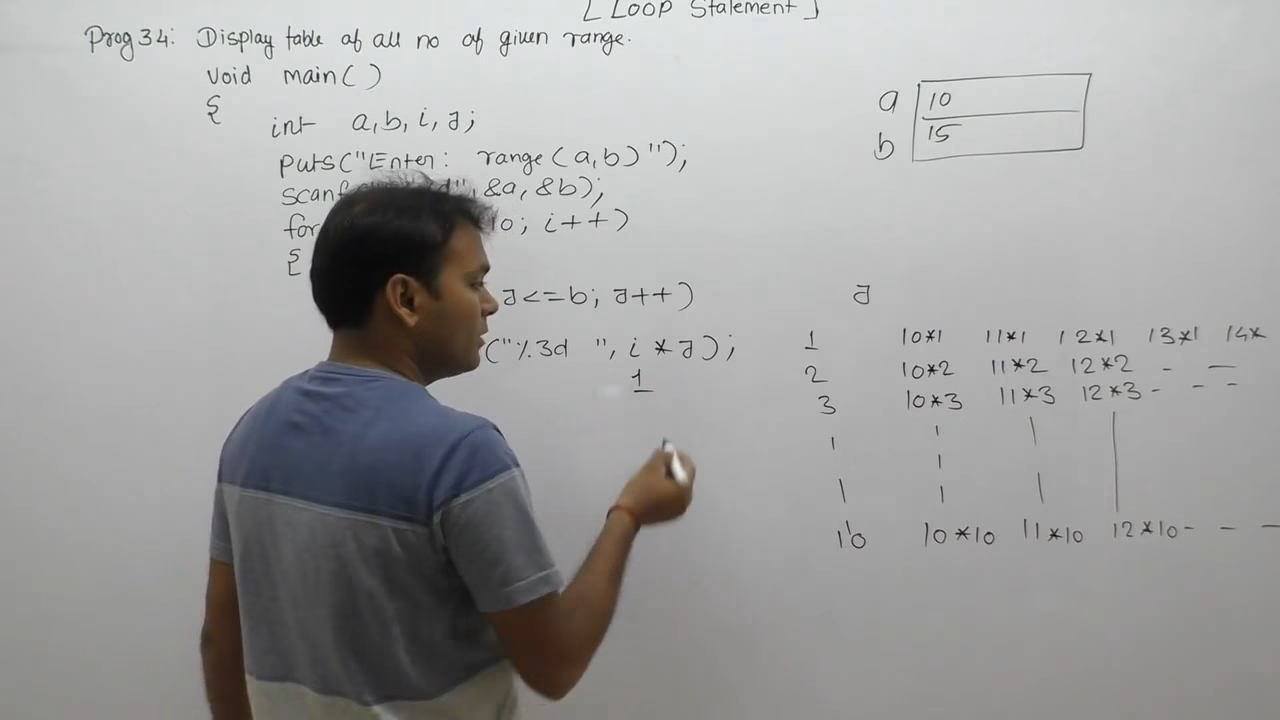 [ Loop Statement ]
Prog 34: Display table of all no of given range.
void main( )
{
int a, b, i, J;
puts("Enter: range(a,b)");
scanf d", &a, &b);
for 10; i++)
{
J<=b; J++)
("%3d ", i * J);
1
a 10
b 15
J
1 10*1 11*1 12*1 13*1 14*
2 10*2 11*2 12*2 - —
3 10*3 11*3 12*3 - - -
10 10*10 11*10 12*10 - - -